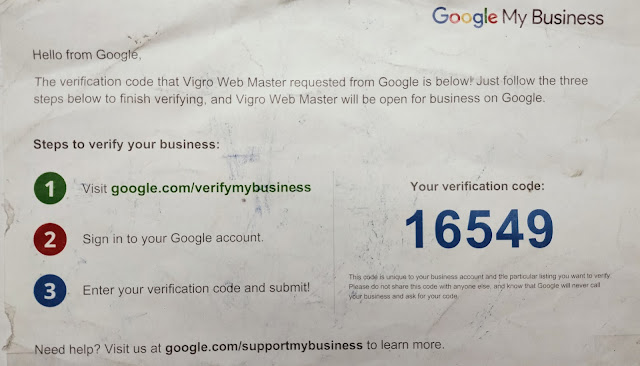 Google My Business
Hello from Google,
The verification code that Vigro Web Master requested from Google is below! Just follow the three
steps below to finish verifying, and Vigro Web Master will be open for business on Google.
Steps to verify your business:
1 Visit google.com/verifymybusiness
2 Sign in to your Google account.
3 Enter your verification code and submit!
Your verification code:
16549
This code is unique to your business account and the particular listing you want to verify.
Please do not share this code with anyone else, and know that Google will never call
your business and ask for your code.
Need help? Visit us at google.com/supportmybusiness to learn more.